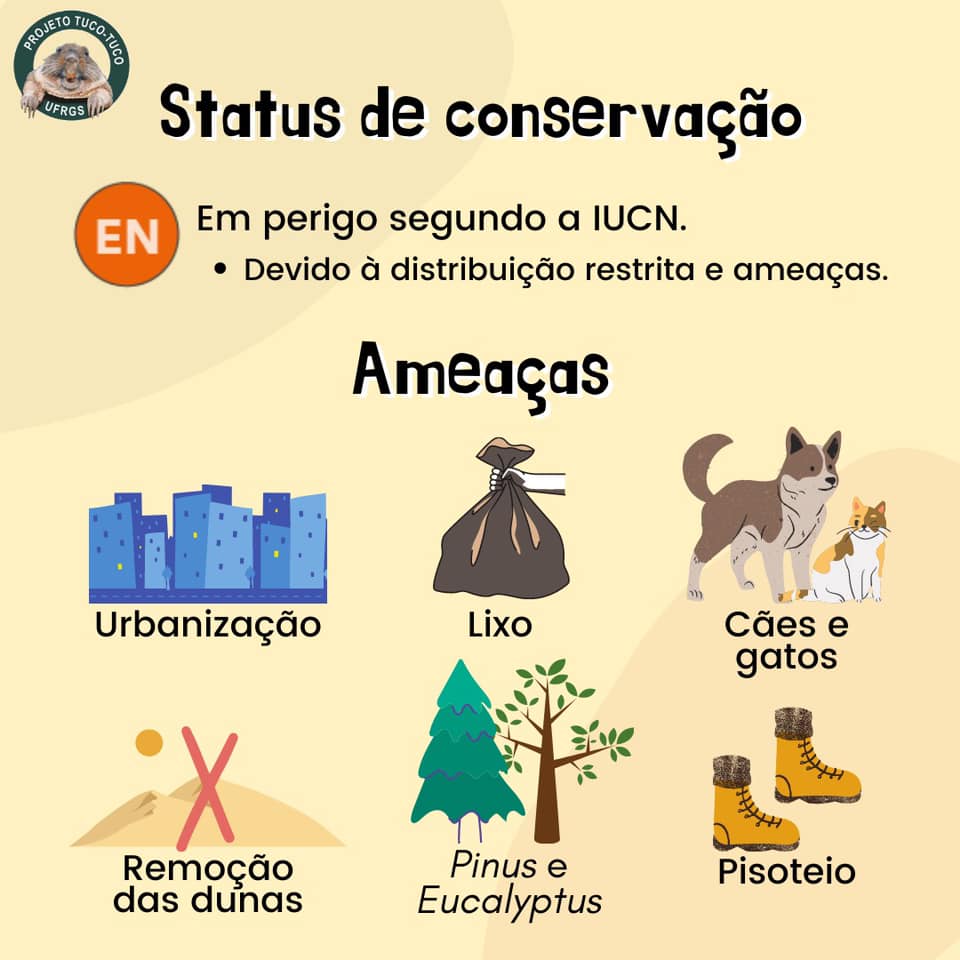 PROJETO TUCO-TUCO
UFRGS
Status de conservação
EN
Em perigo segundo a IUCN.
• Devido à distribuição restrita e ameaças.
Ameaças
Urbanização
Lixo
Cães e
gatos
Remoção
das dunas
Pinus e
Eucalyptus
Pisoteio